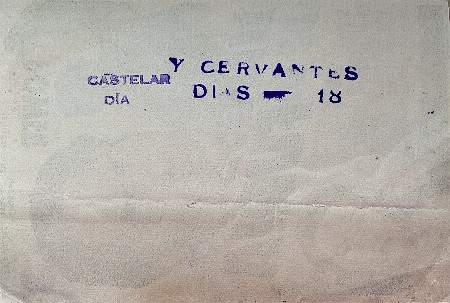 CASTELAR Y CERVANTES
DÍA DIAS — 18